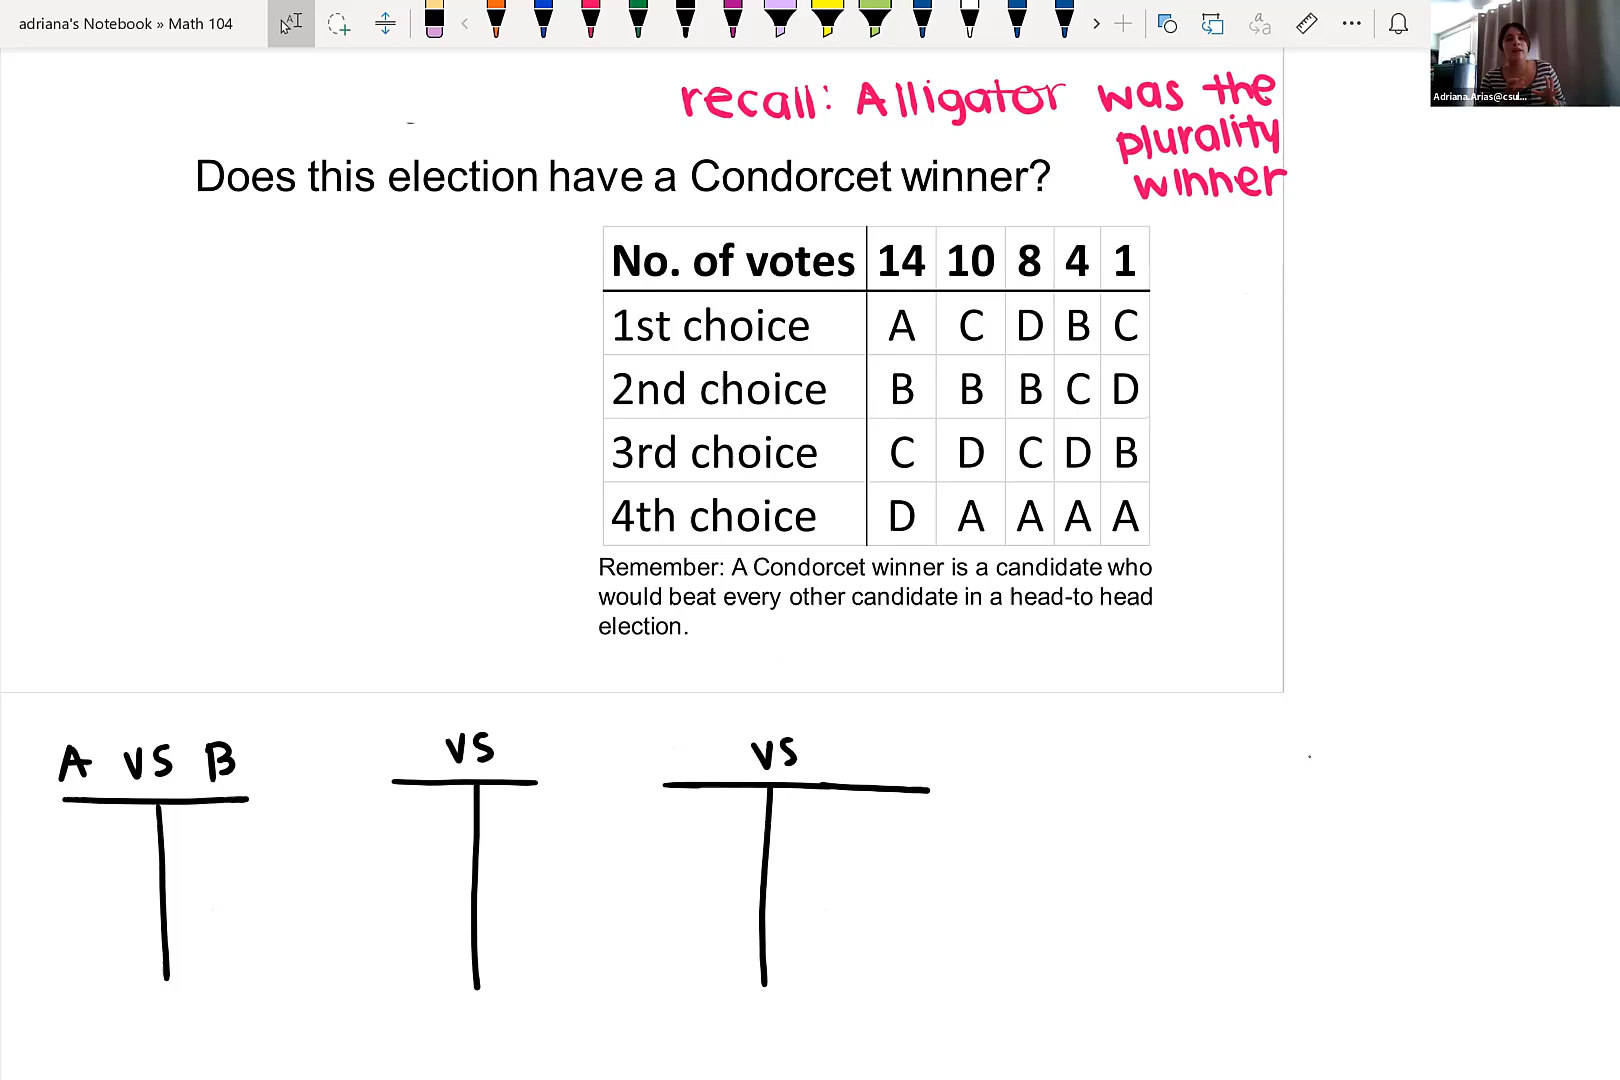 adriana's Notebook » Math 104
Adriana.Arias@csul...
recall: Alligator was the
plurality
winner
Does this election have a Condorcet winner?
No. of votes 14 10 8 4 1
1st choice A C D B C
2nd choice B B B C D
3rd choice C D C D B
4th choice D A A A A
Remember: A Condorcet winner is a candidate who
would beat every other candidate in a head-to head
election.
A vs B vs vs